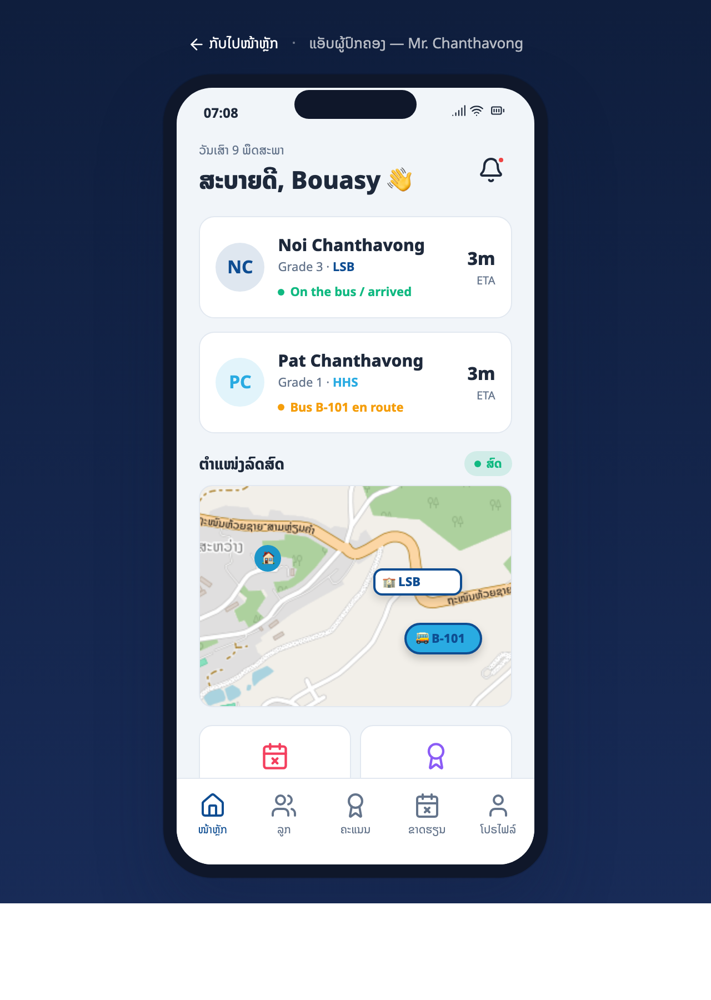 ກັບໄປໜ້າຫຼັກ · ແອັບຜູ້ປົກຄອງ — Mr. Chanthavong
07:08
ວັນເສົາ 9 ພຶດສະພາ
ສະບາຍດີ, Bouasy 👋
NC
Noi Chanthavong
Grade 3 · LSB
On the bus / arrived
3m
ETA
PC
Pat Chanthavong
Grade 1 · HHS
Bus B-101 en route
3m
ETA
ຕຳແໜ່ງລົດສົດ
ສົດ
ຖະໜົນຫ້ວຍຊາຍ-ສາມຫຼ່ຽມຄຳ
ສະຫວ່າງ
LSB
ຖະໜົນຫ້ວຍຊາຍ
B-101
ໜ້າຫຼັກ
ລູກ
ຄະແນນ
ຂາດຮຽນ
ໂປຣໄຟລ໌